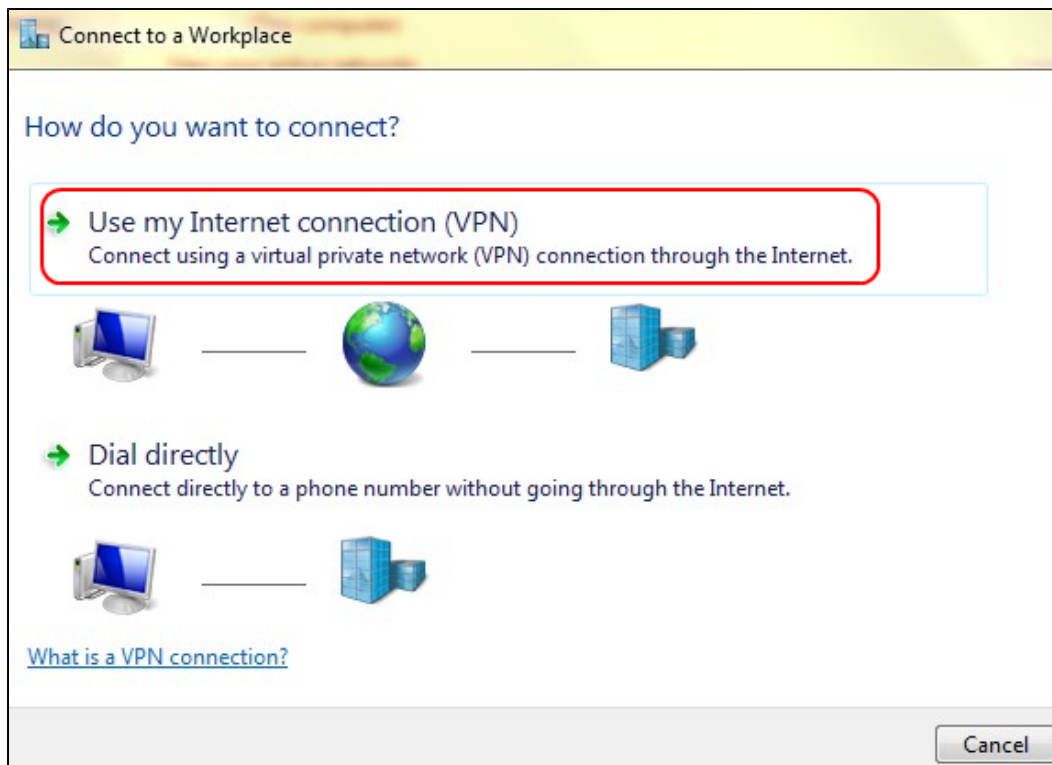 Connect to a Workplace
How do you want to connect?
Use my Internet connection (VPN)
Connect using a virtual private network (VPN) connection through the Internet.
Dial directly
Connect directly to a phone number without going through the Internet.
What is a VPN connection?
Cancel